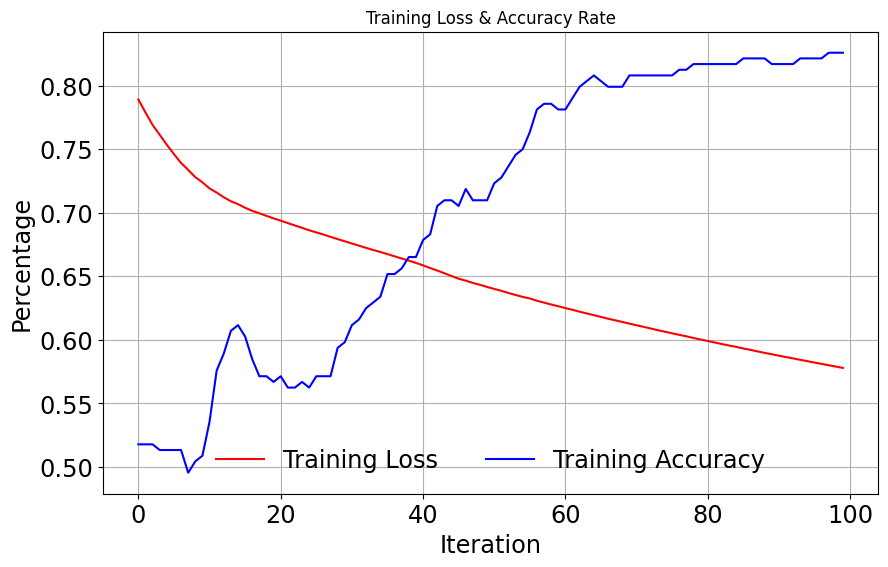 Training Loss & Accuracy Rate
0.80
0.75
0.70
0.65
0.60
0.55
0.50
Percentage
Training Loss
Training Accuracy
0 20 40 60 80 100
Iteration